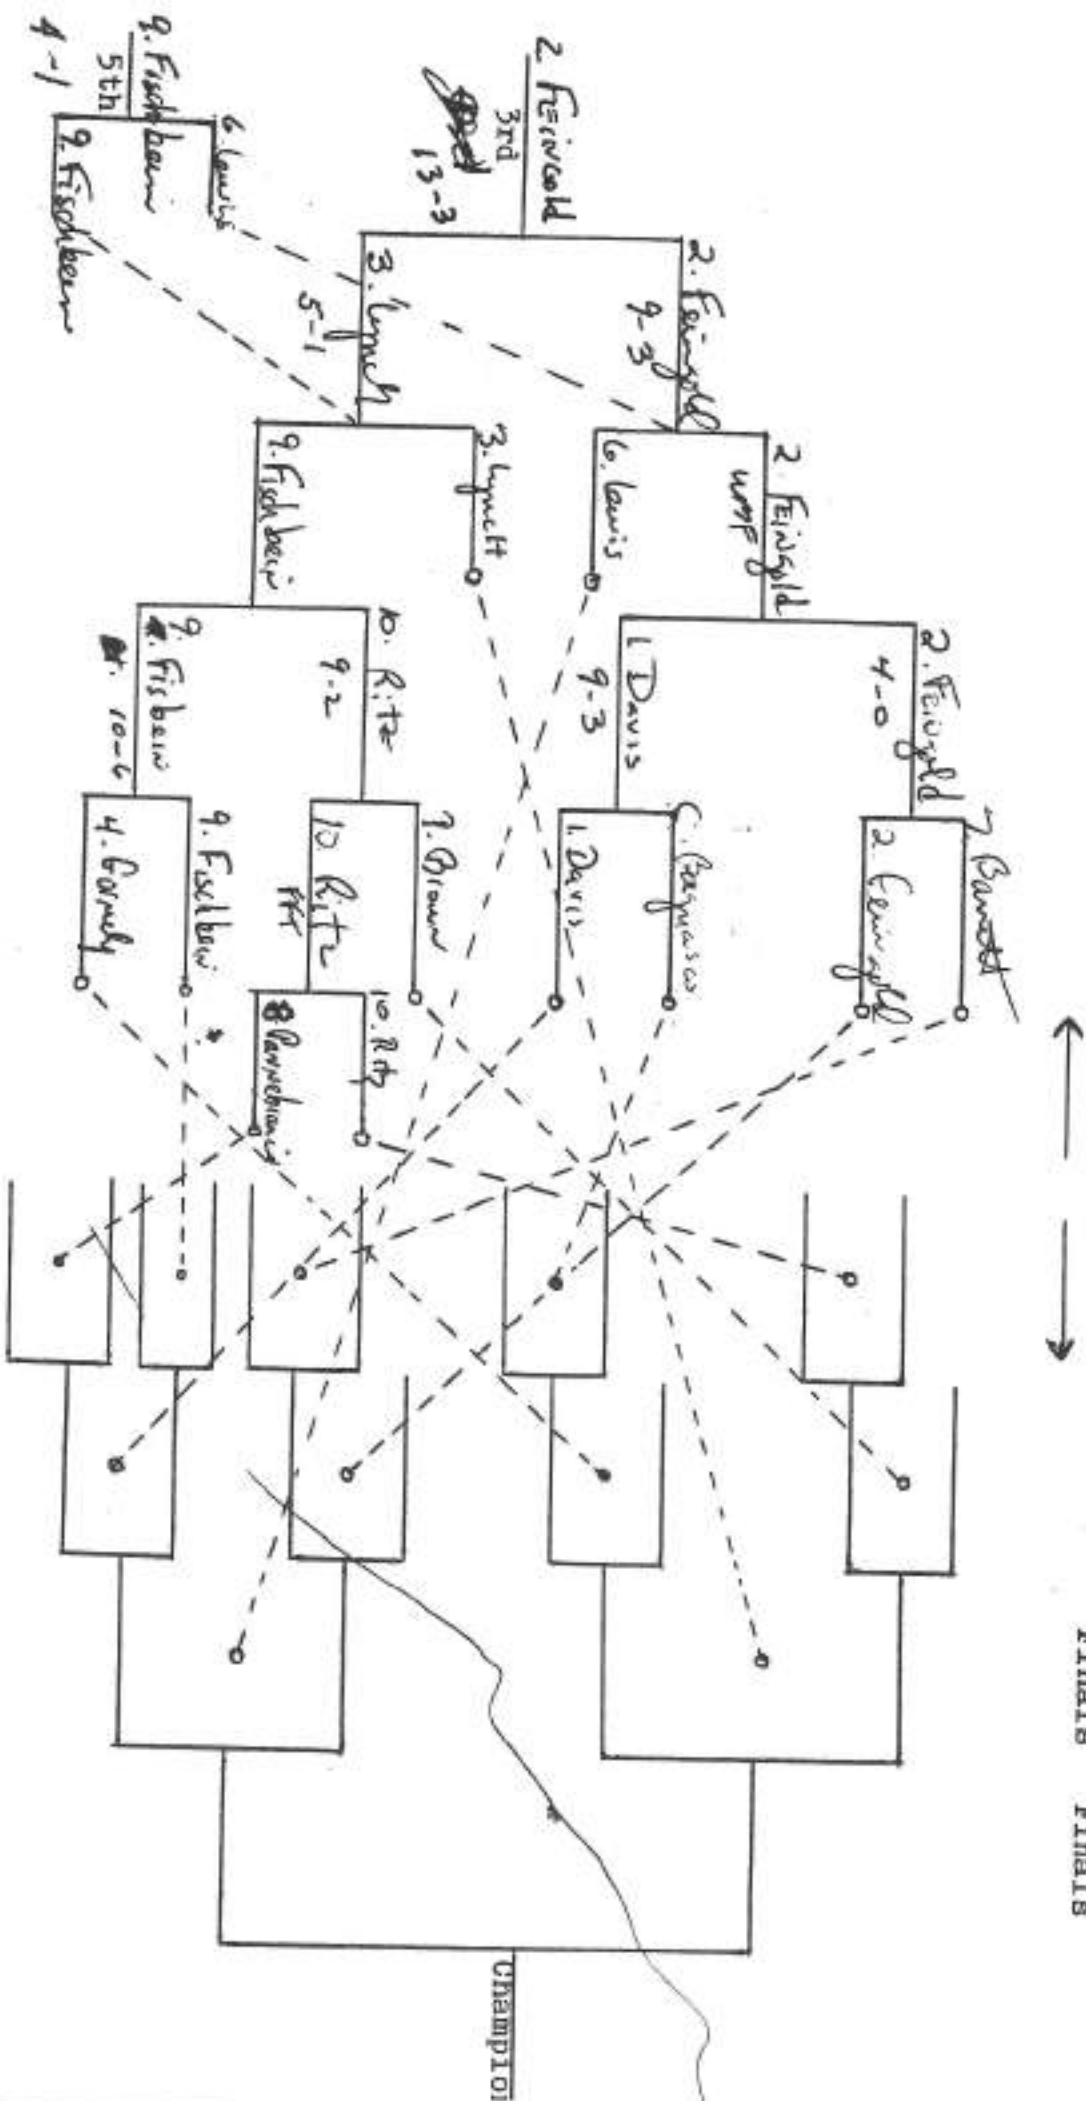 Finals Finals
7. Barrett
2. Feingold
2. Feingold
4-0
1. Davis
1. Davis
9-3
2. Feingold
6. Lewis
2. Feingold
9-3
3. Lynch
7. Brown
10. Ritz
8 Pannebianco
10 Ritz
FFT
10. Ritz
9-2
9. Fischbein
4. Gormely
9. Fisbein
10-6
9. Fischbein
3. Lynch
5-1
2 FEINGOLD
3rd
13-3
6. Lewis
9. Fischbein
9. Fischbein
5th
4-1
Champion